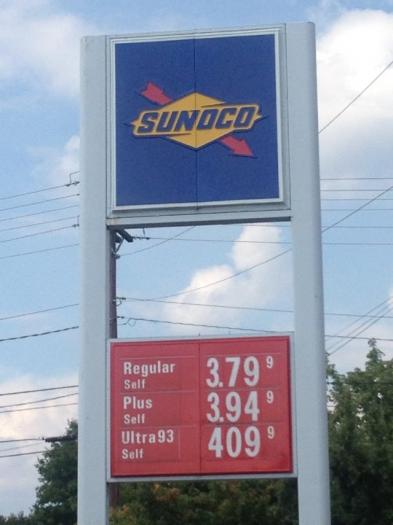 SUNOCO
Regular 3.79 9
Self
Plus 3.94 9
Self
Ultra93 409 9
Self